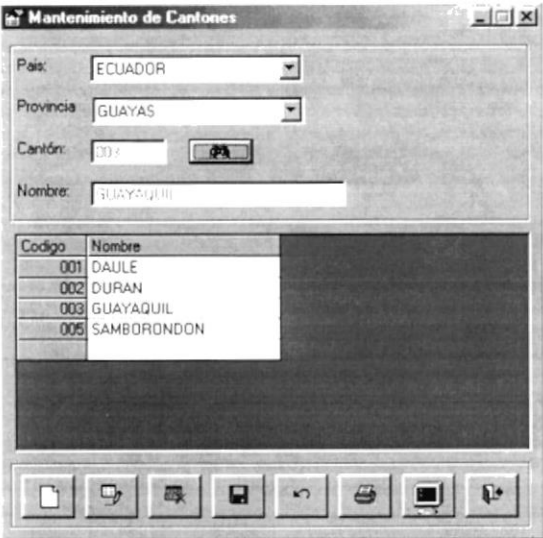 Mantenimiento de Cantones
Pais: ECUADOR
Provincia GUAYAS
Cantón: 003
Nombre: GUAYAQUIL
Codigo Nombre
001 DAULE
002 DURAN
003 GUAYAQUIL
005 SAMBORONDON